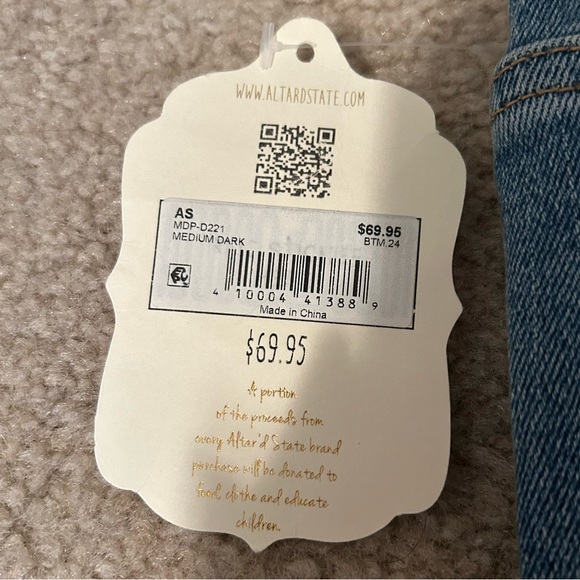 WWW.ALTARDSTATE.COM
AS
MDP-D221 $69.95
MEDIUM DARK BTM.24
4 10004 41388 9
Made in China
$69.95
A portion
of the proceeds from
every Altar'd State brand
purchase will be donated to
feed, clothe and educate
children.